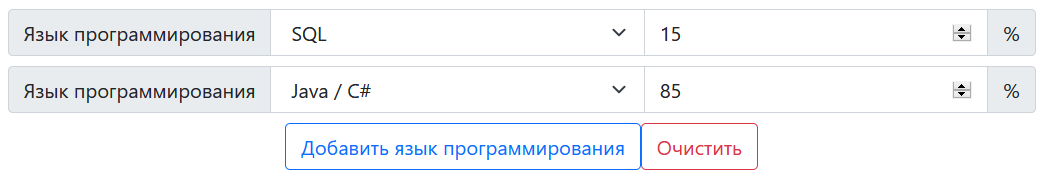 Язык программирования SQL 15 %
Язык программирования Java / C# 85 %
Добавить язык программирования Очистить